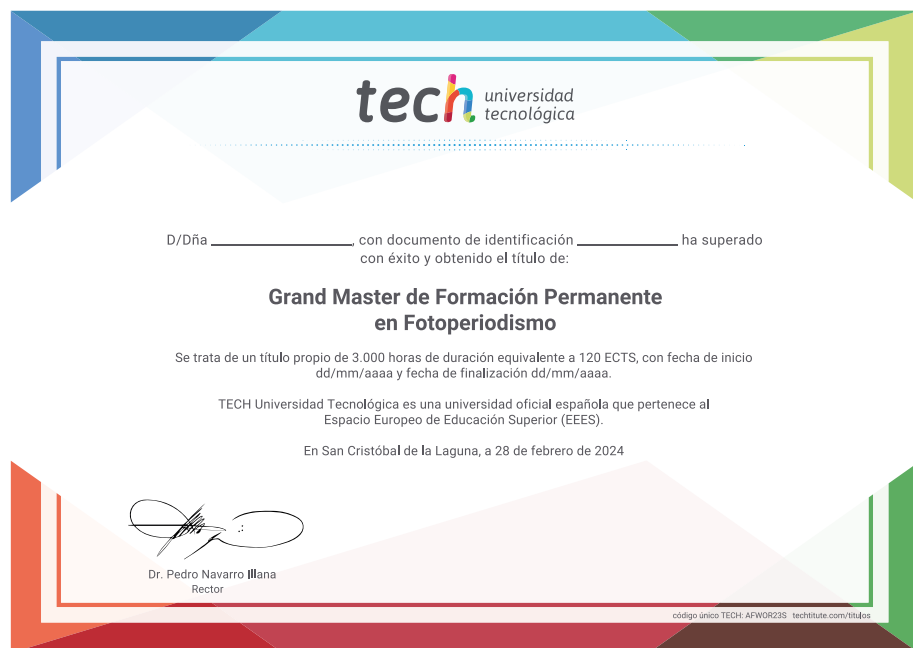 tech universidad
tecnológica
D/Dña ____________________, con documento de identificación ______________ ha superado
con éxito y obtenido el título de:
Grand Master de Formación Permanente
en Fotoperiodismo
Se trata de un título propio de 3.000 horas de duración equivalente a 120 ECTS, con fecha de inicio
dd/mm/aaaa y fecha de finalización dd/mm/aaaa.
TECH Universidad Tecnológica es una universidad oficial española que pertenece al
Espacio Europeo de Educación Superior (EEES).
En San Cristóbal de la Laguna, a 28 de febrero de 2024
Dr. Pedro Navarro Illana
Rector
código único TECH: AFWOR23S techtitute.com/titulos